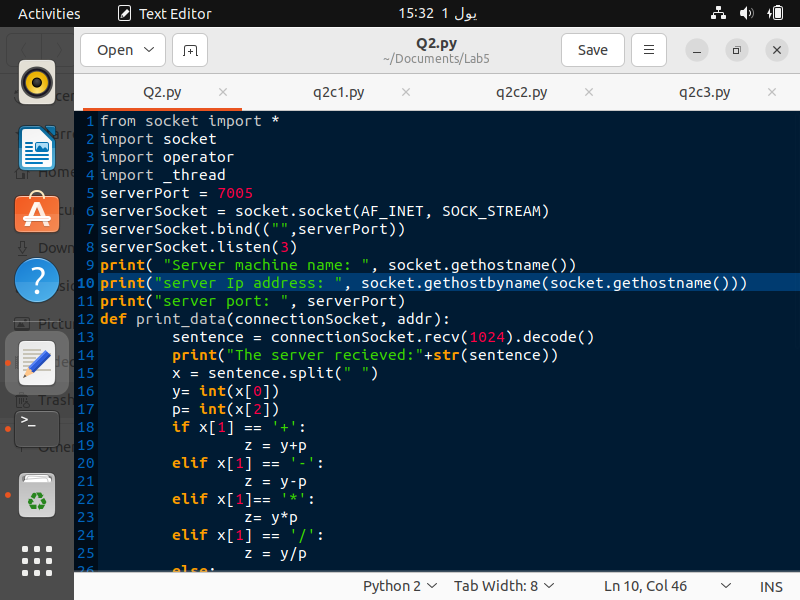 Activities
Text Editor
15:32 1 يول
Open
Q2.py
~/Documents/Lab5
Save
Q2.py
q2c1.py
q2c2.py
q2c3.py
1 from socket import *
2 import socket
3 import operator
4 import _thread
5 serverPort = 7005
6 serverSocket = socket.socket(AF_INET, SOCK_STREAM)
7 serverSocket.bind(("",serverPort))
8 serverSocket.listen(3)
9 print( "Server machine name: ", socket.gethostname())
10 print("server Ip address: ", socket.gethostbyname(socket.gethostname()))
11 print("server port: ", serverPort)
12 def print_data(connectionSocket, addr):
13 sentence = connectionSocket.recv(1024).decode()
14 print("The server recieved:"+str(sentence))
15 x = sentence.split(" ")
16 y= int(x[0])
17 p= int(x[2])
18 if x[1] == '+':
19 z = y+p
20 elif x[1] == '-':
21 z = y-p
22 elif x[1]== '*':
23 z= y*p
24 elif x[1] == '/':
25 z = y/p
26 else:
Python 2
Tab Width: 8
Ln 10, Col 46
INS